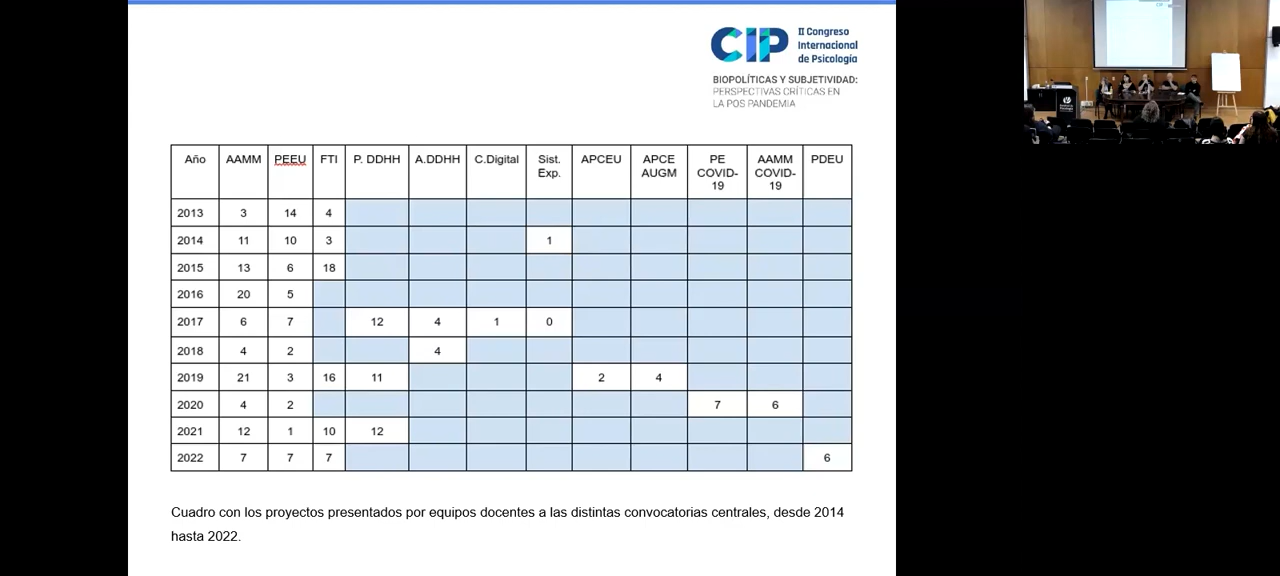 CIP
II Congreso
Internacional
de Psicología
BIOPOLÍTICAS Y SUBJETIVIDAD:
PERSPECTIVAS CRÍTICAS EN
LA POS PANDEMIA
Año AAMM PEEU FTI P. DDHH A.DDHH C.Digital Sist. Exp. APCEU APCE AUGM PE COVID-19 AAMM COVID-19 PDEU
2013 3 14 4
2014 11 10 3 1
2015 13 6 18
2016 20 5
2017 6 7 12 4 1 0
2018 4 2 4
2019 21 3 16 11 2 4
2020 4 2 7 6
2021 12 1 10 12
2022 7 7 7 6
Cuadro con los proyectos presentados por equipos docentes a las distintas convocatorias centrales, desde 2014
hasta 2022.
CIP